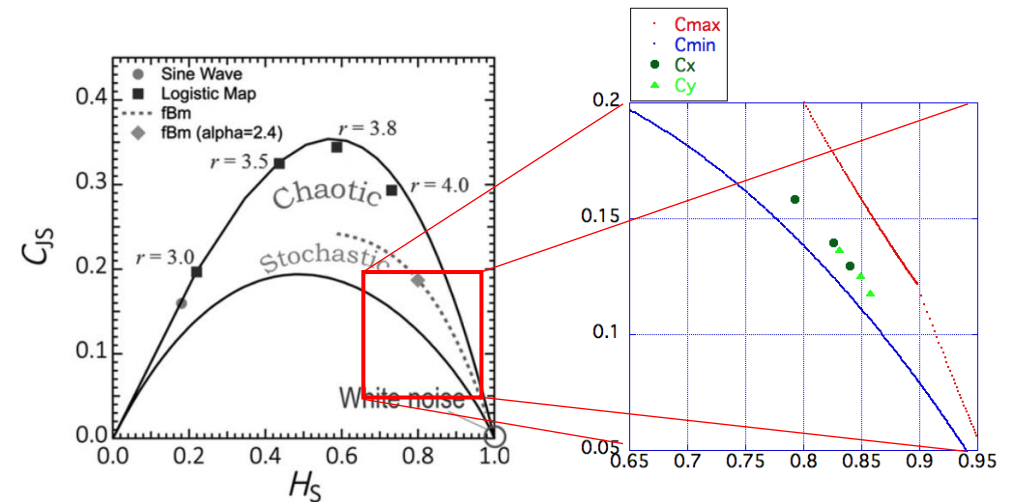 Sine Wave
Logistic Map
fBm
fBm (alpha=2.4)
r = 3.8
r = 3.5
r = 4.0
r = 3.0
Chaotic
Stochastic
White noise
0.4
0.3
0.2
0.1
0.0
C_JS
0.0 0.2 0.4 0.6 0.8 1.0
H_S
Cmax
Cmin
Cx
Cy
0.2
0.15
0.1
0.05
0.65 0.7 0.75 0.8 0.85 0.9 0.95